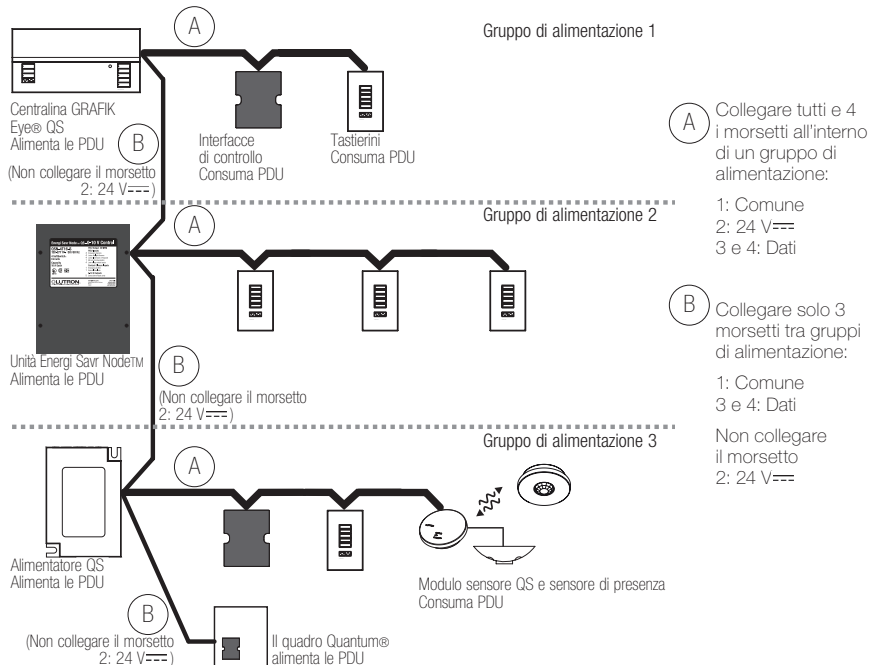 A
Gruppo di alimentazione 1
Centralina GRAFIK
Eye® QS
Alimenta le PDU
B
(Non collegare il morsetto
2: 24 V⎓)
Interfacce
di controllo
Consuma PDU
Tastierini
Consuma PDU
Gruppo di alimentazione 2
A
0-10 V Control
LUTRON
Unità Energi Savr Node™
Alimenta le PDU
B
(Non collegare il morsetto
2: 24 V⎓)
Gruppo di alimentazione 3
A
Alimentatore QS
Alimenta le PDU
Modulo sensore QS e sensore di presenza
Consuma PDU
B
(Non collegare il morsetto
2: 24 V⎓)
Il quadro Quantum®
alimenta le PDU
A
Collegare tutti e 4
i morsetti all'interno
di un gruppo di
alimentazione:
1: Comune
2: 24 V⎓
3 e 4: Dati
B
Collegare solo 3
morsetti tra gruppi
di alimentazione:
1: Comune
3 e 4: Dati
Non collegare
il morsetto
2: 24 V⎓